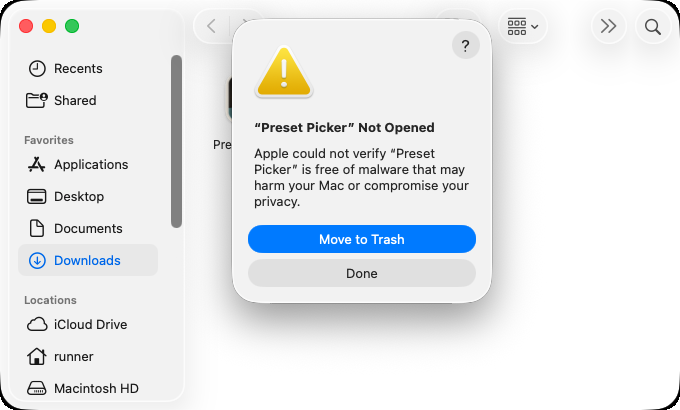 Recents
Shared
Favorites
Applications
Desktop
Documents
Downloads
Locations
iCloud Drive
runner
Macintosh HD
Pre
?
“Preset Picker” Not Opened
Apple could not verify “Preset
Picker” is free of malware that may
harm your Mac or compromise your
privacy.
Move to Trash
Done